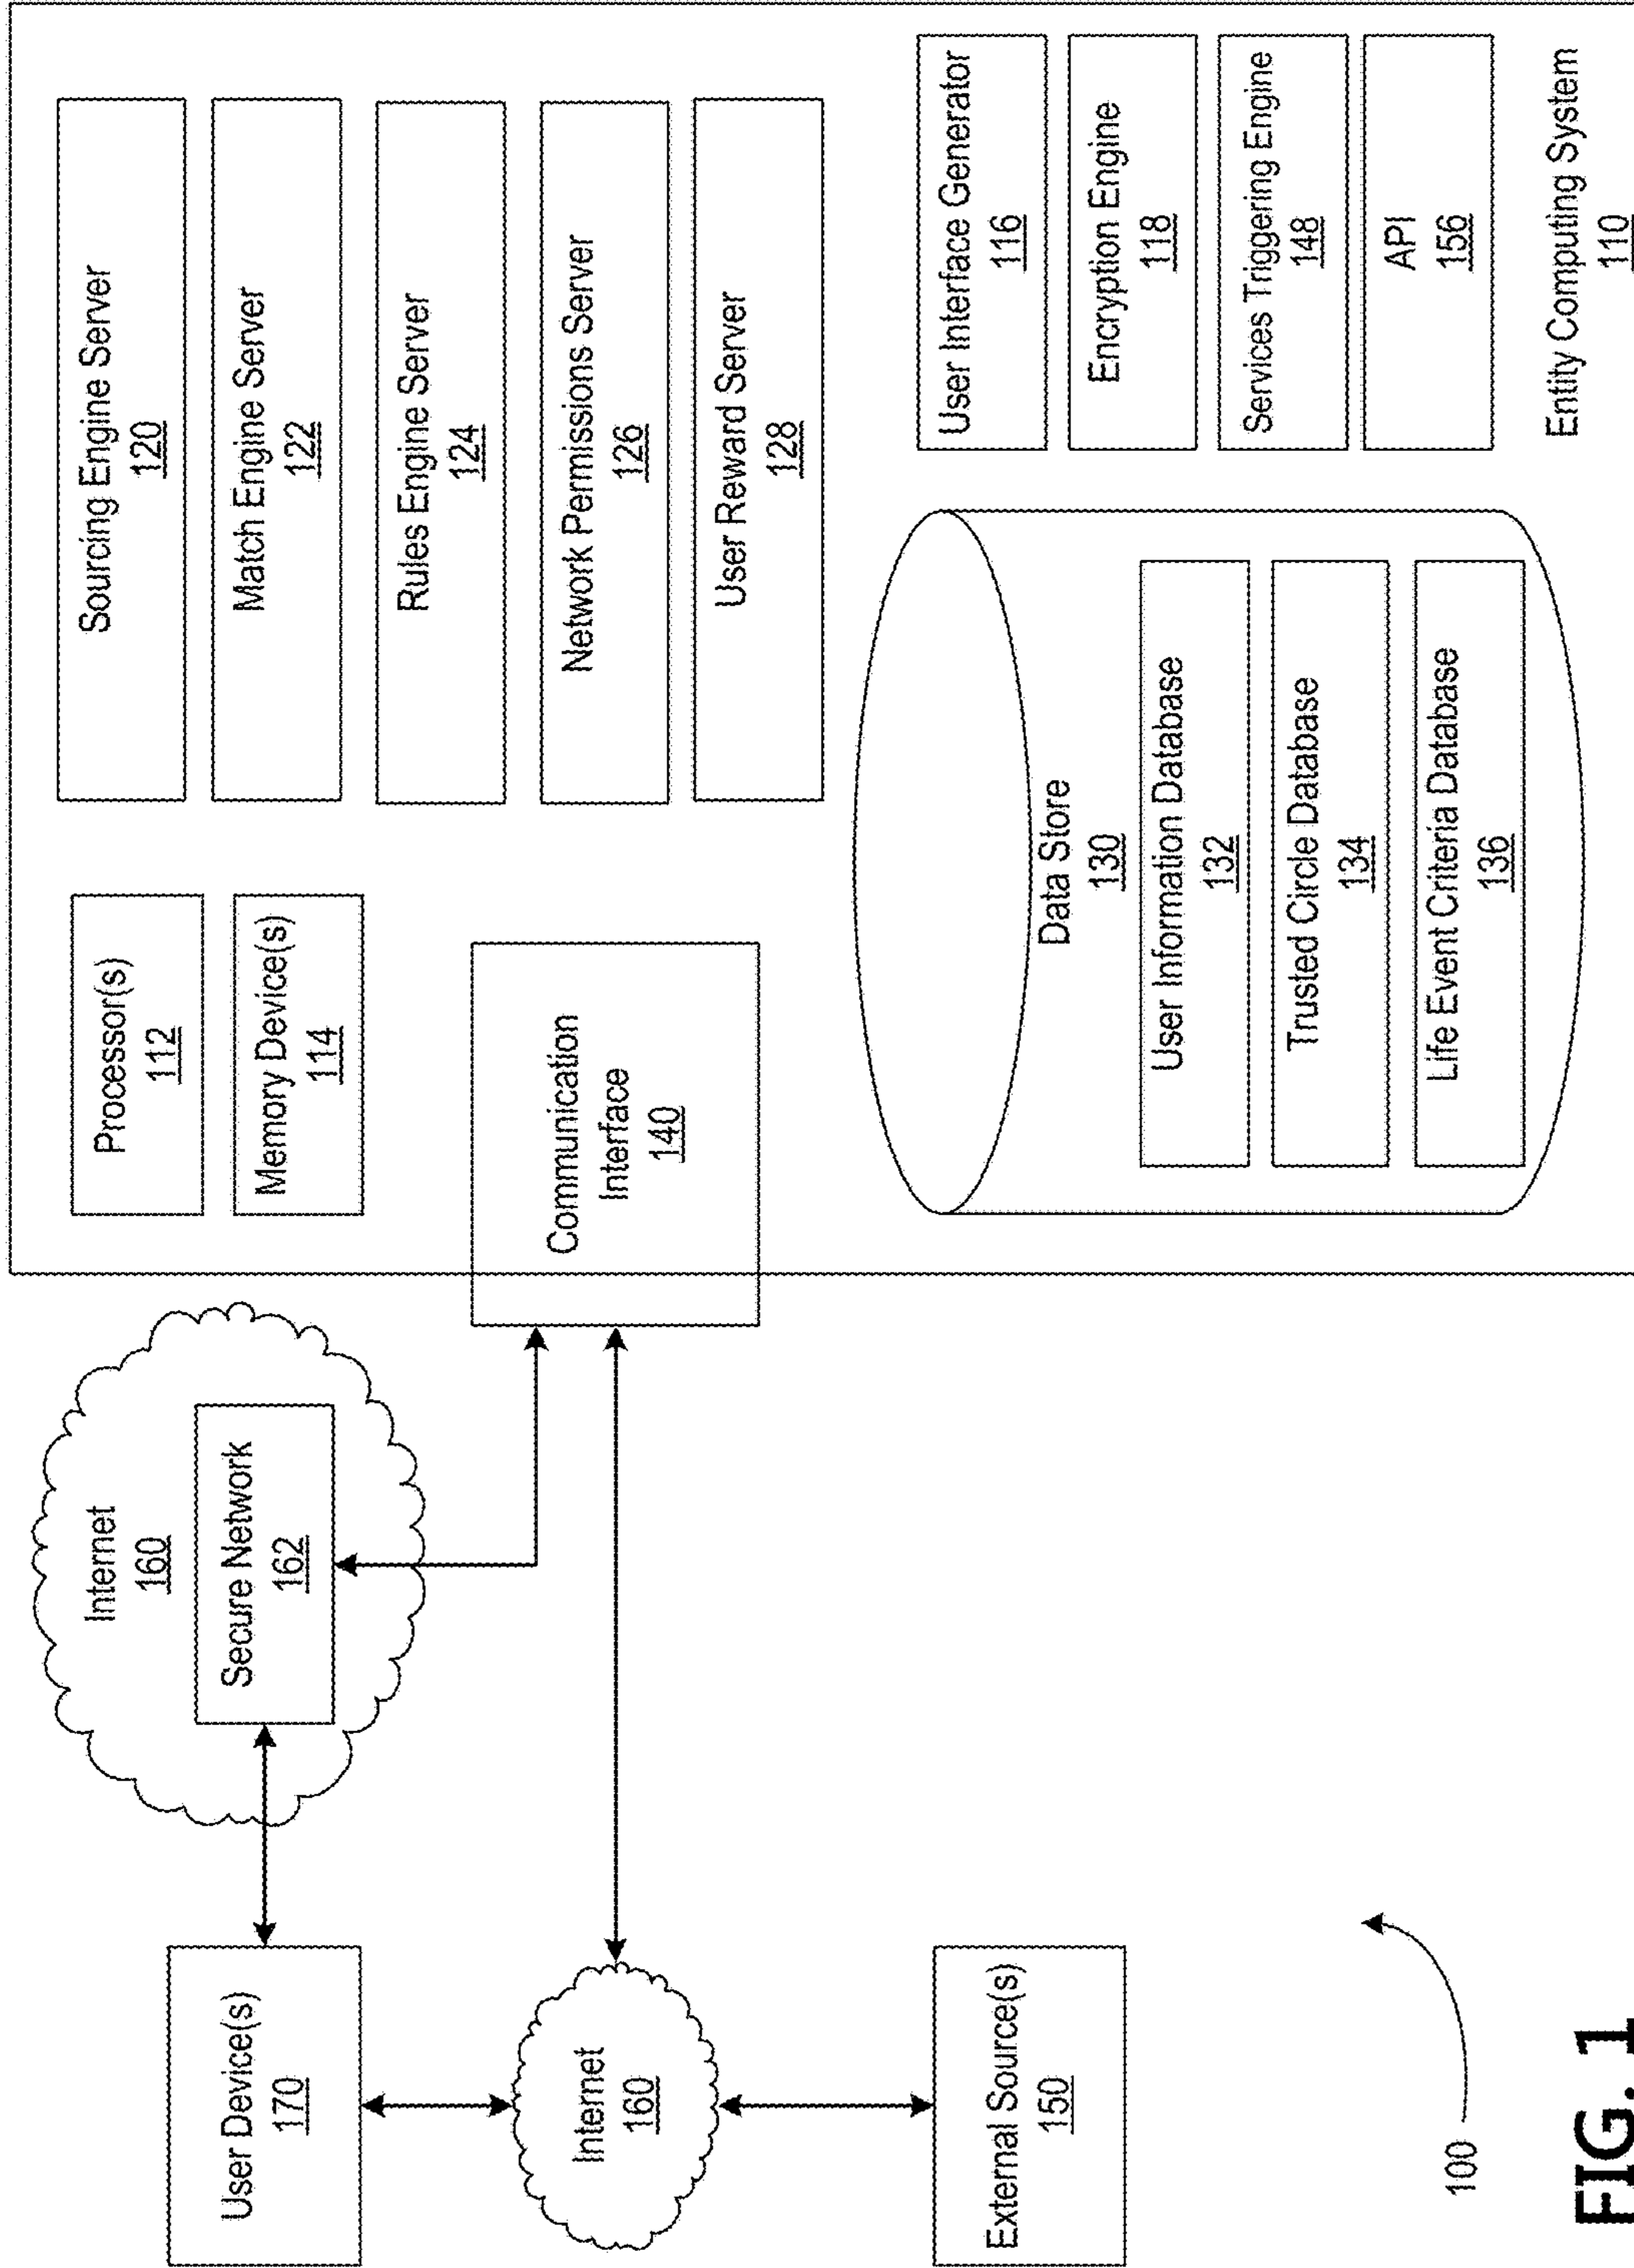 User Device(s)
170
Internet
160
External Source(s)
150
100
Internet
160
Secure Network
162
Processor(s)
112
Memory Device(s)
114
Communication
Interface
140
Sourcing Engine Server
120
Match Engine Server
122
Rules Engine Server
124
Network Permissions Server
126
User Reward Server
128
Data Store
130
User Information Database
132
Trusted Circle Database
134
Life Event Criteria Database
136
User Interface Generator
116
Encryption Engine
118
Services Triggering Engine
148
API
156
Entity Computing System
110
FIG. 1